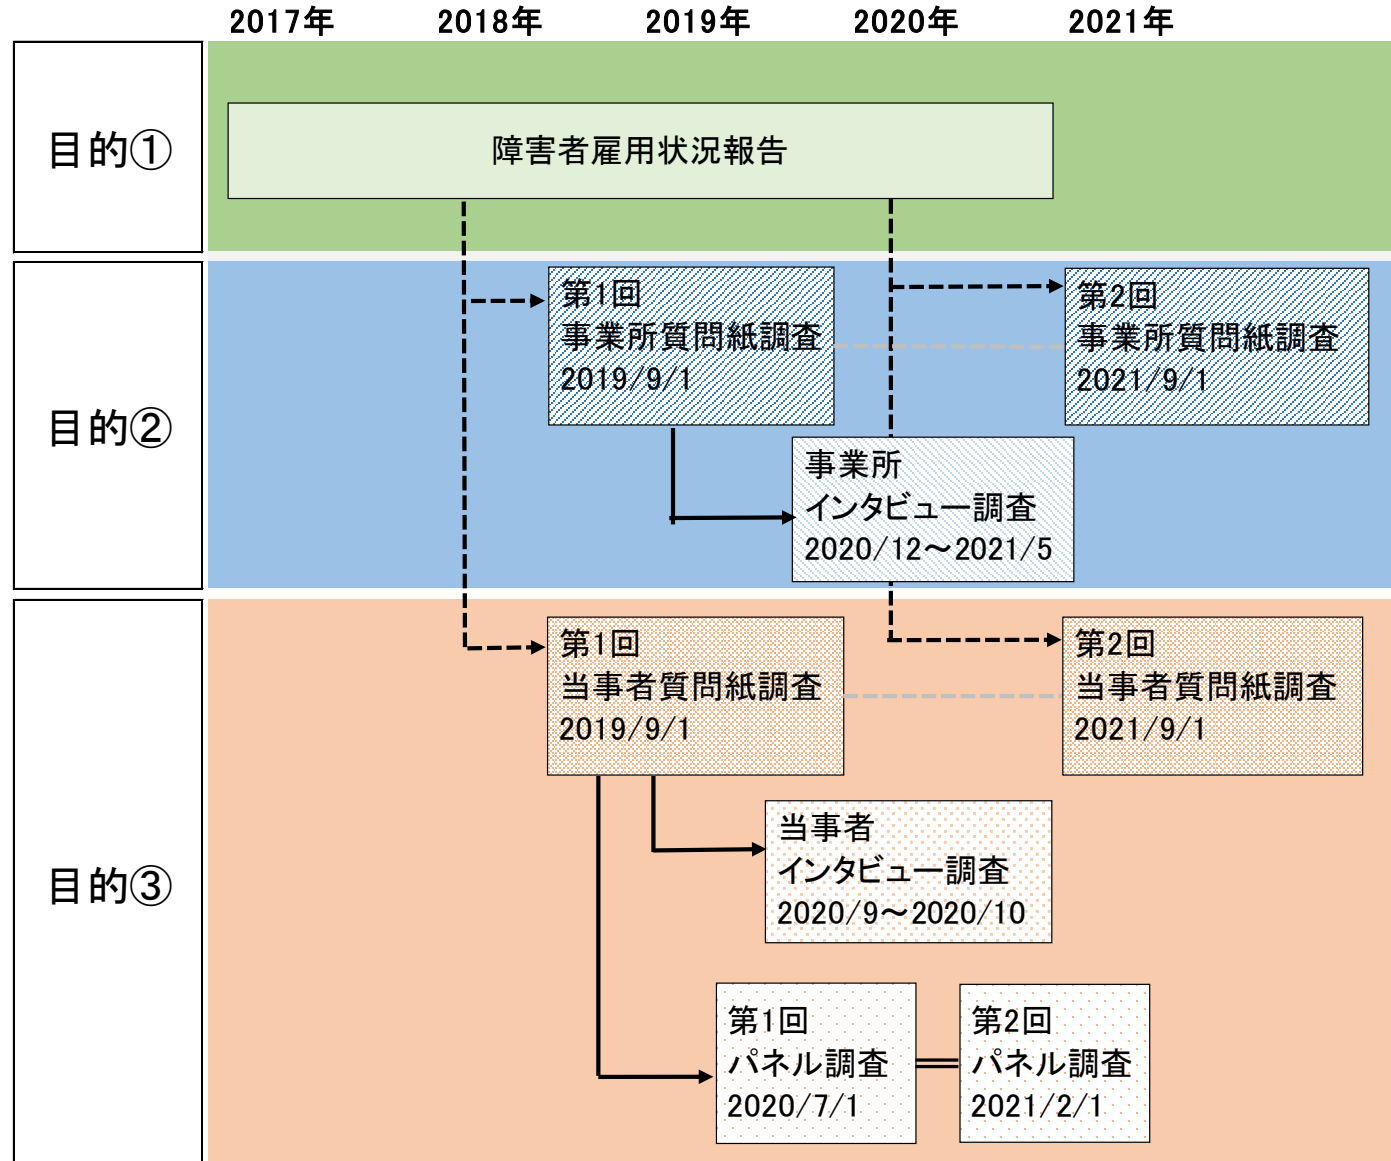 2017年 2018年 2019年 2020年 2021年
目的①
障害者雇用状況報告
目的②
第1回
事業所質問紙調査
2019/9/1
第2回
事業所質問紙調査
2021/9/1
事業所
インタビュー調査
2020/12～2021/5
目的③
第1回
当事者質問紙調査
2019/9/1
第2回
当事者質問紙調査
2021/9/1
当事者
インタビュー調査
2020/9～2020/10
第1回
パネル調査
2020/7/1
第2回
パネル調査
2021/2/1